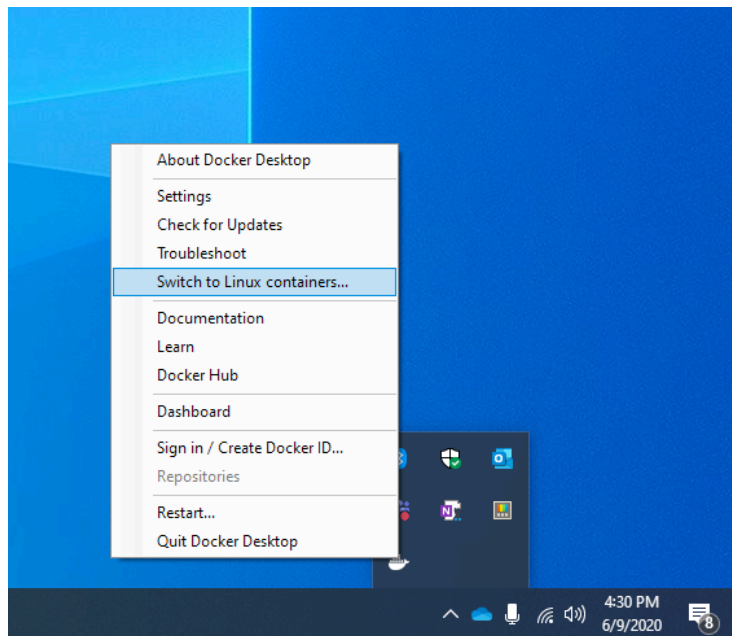 About Docker Desktop
Settings
Check for Updates
Troubleshoot
Switch to Linux containers...
Documentation
Learn
Docker Hub
Dashboard
Sign in / Create Docker ID...
Repositories
Restart...
Quit Docker Desktop
4:30 PM
6/9/2020
8